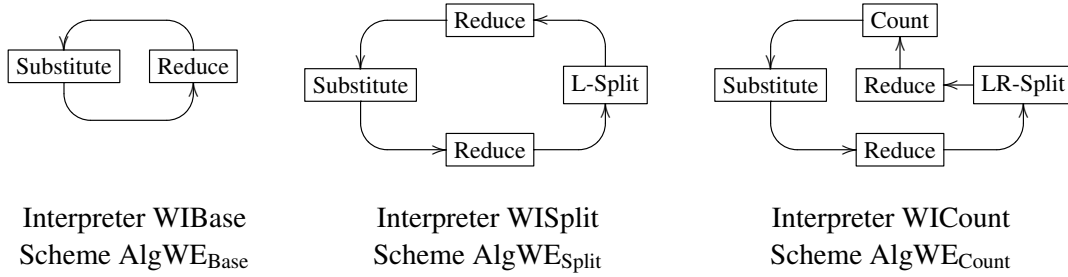 Substitute
Reduce
Interpreter WIBase
Scheme AlgWE_Base
Reduce
Substitute
L-Split
Reduce
Interpreter WISplit
Scheme AlgWE_Split
Count
Substitute
Reduce
LR-Split
Reduce
Interpreter WICount
Scheme AlgWE_Count